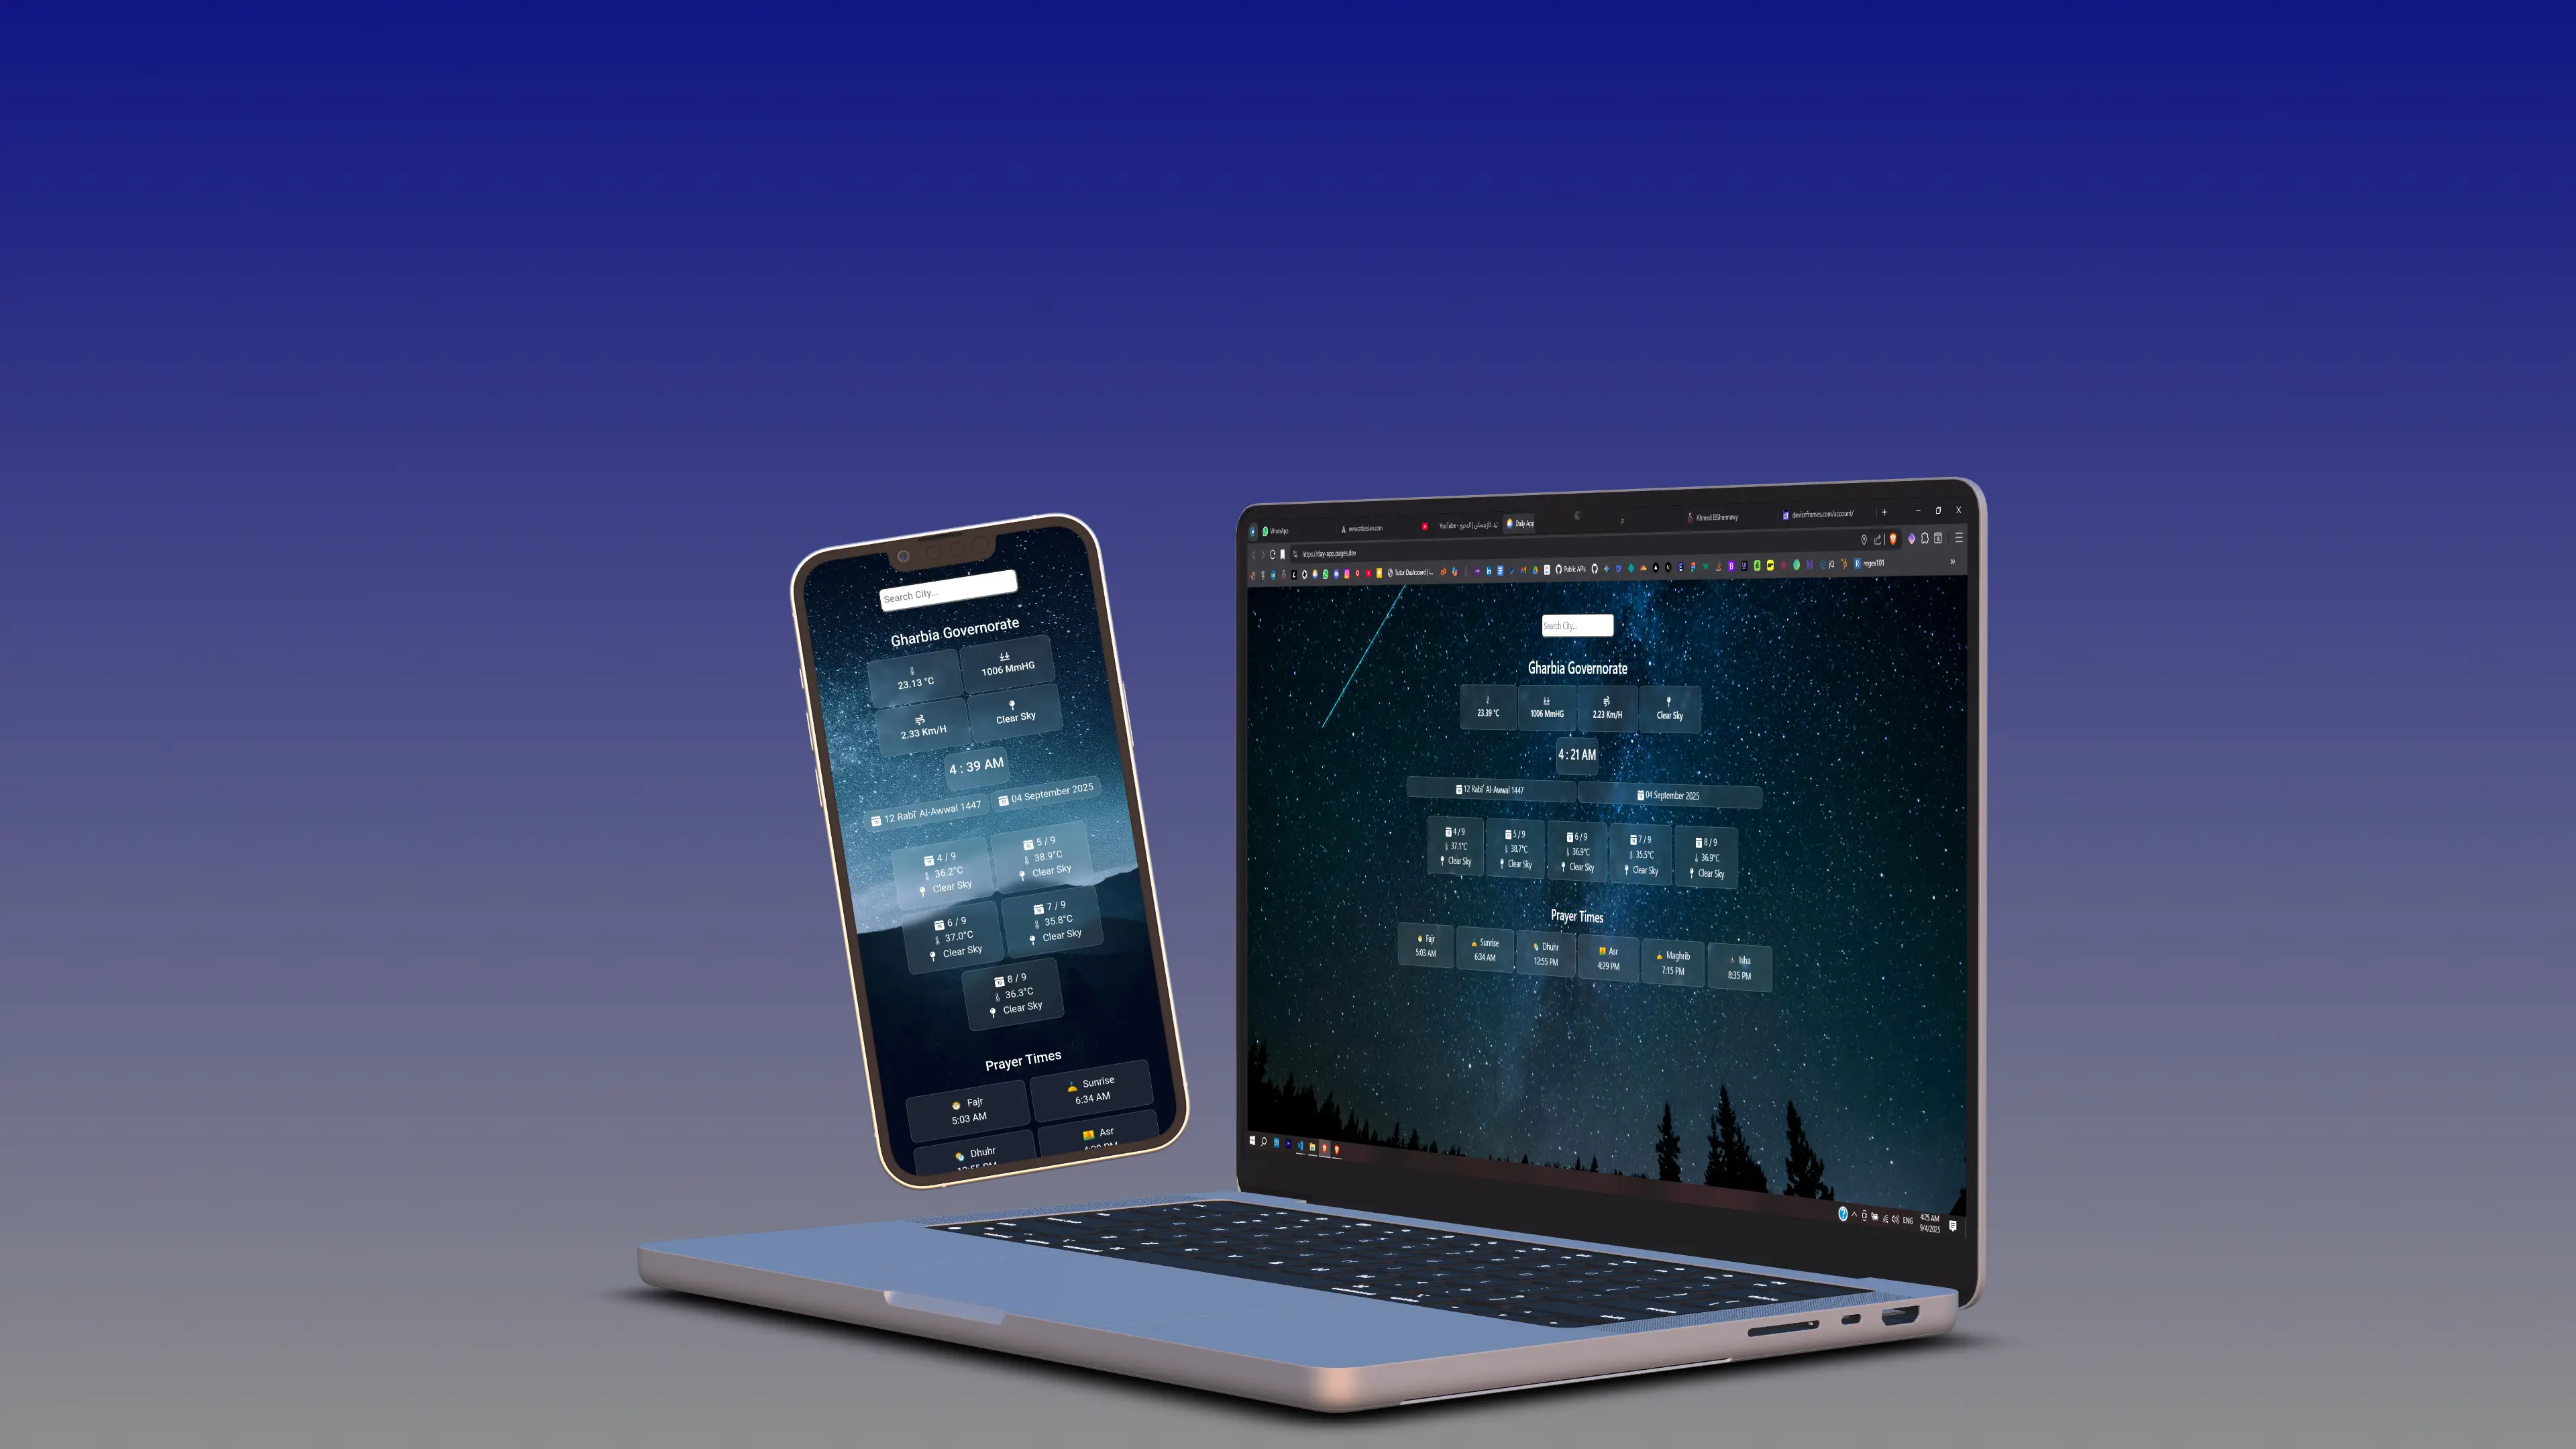 Search City...
Gharbia Governorate
23.13 °C
1006 MmHG
2.33 Km/H
Clear Sky
4 : 39 AM
12 Rabīʿ Al-Awwal 1447
04 September 2025
4 / 9
36.2°C
Clear Sky
5 / 9
38.9°C
Clear Sky
6 / 9
37.0°C
Clear Sky
7 / 9
35.8°C
Clear Sky
8 / 9
36.3°C
Clear Sky
Prayer Times
Fajr
5:03 AM
Sunrise
6:34 AM
Dhuhr
Asr
WhatsApp
www.atlassian.com
YouTube
Daily App
Ahmed ElShennawy
deviceframes.com/account/
https://day-app.pages.dev
Tutor Dashboard
Public APIs
regex101
Search City...
Gharbia Governorate
23.39 °C
1006 MmHG
2.23 Km/H
Clear Sky
4 : 21 AM
12 Rabīʿ Al-Awwal 1447
04 September 2025
4 / 9
37.1°C
Clear Sky
5 / 9
38.7°C
Clear Sky
6 / 9
36.9°C
Clear Sky
7 / 9
35.5°C
Clear Sky
8 / 9
36.9°C
Clear Sky
Prayer Times
Fajr
5:03 AM
Sunrise
6:34 AM
Dhuhr
12:55 PM
Asr
4:29 PM
Maghrib
7:15 PM
Isha
8:35 PM
ENG
4:25 AM
9/4/2025